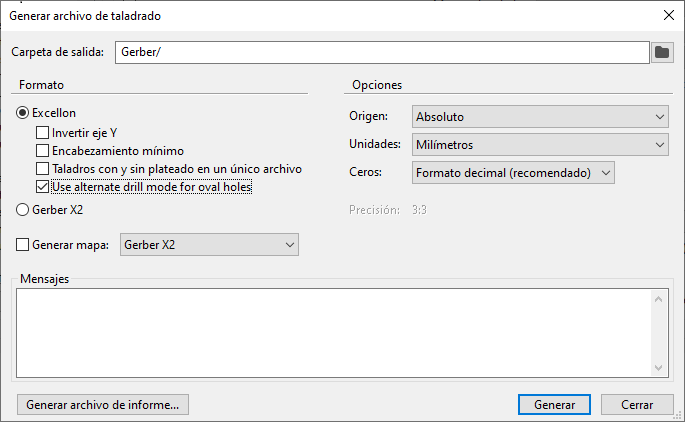 Generar archivo de taladrado
Carpeta de salida: Gerber/
Formato
Excellon
Invertir eje Y
Encabezamiento mínimo
Taladros con y sin plateado en un único archivo
Use alternate drill mode for oval holes
Gerber X2
Generar mapa: Gerber X2
Opciones
Origen: Absoluto
Unidades: Milímetros
Ceros: Formato decimal (recomendado)
Precisión: 3:3
Mensajes
Generar archivo de informe...
Generar
Cerrar